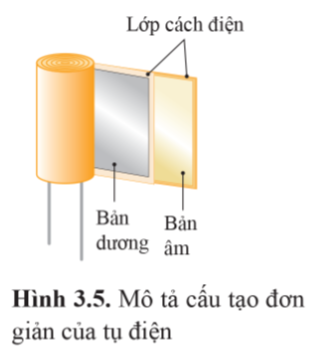 Lớp cách điện
Bản
dương
Bản
âm
Hình 3.5. Mô tả cấu tạo đơn
giản của tụ điện